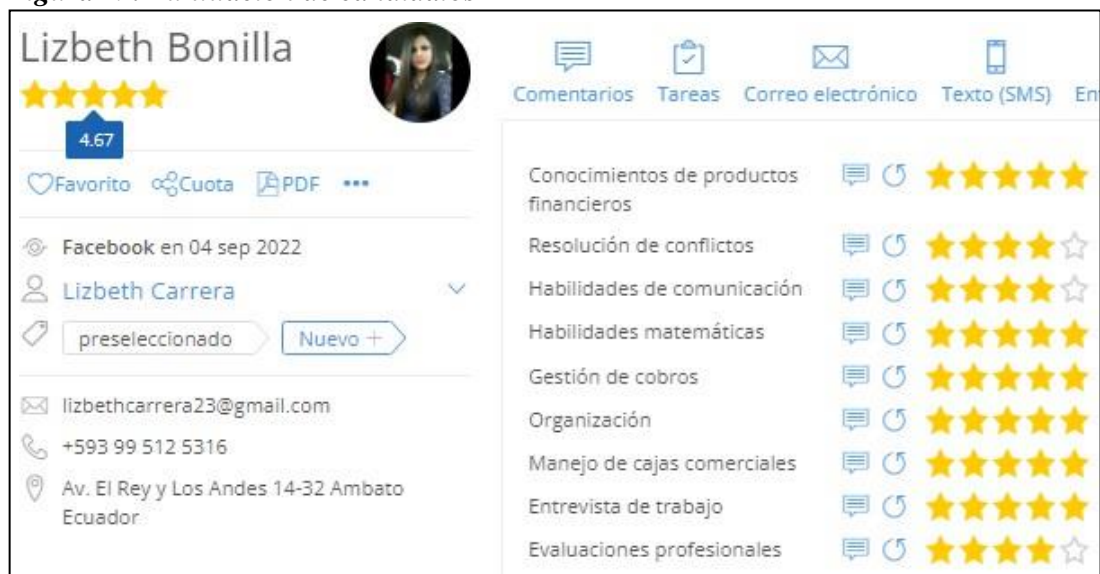 Lizbeth Bonilla
4.67
Favorito Cuota PDF
Facebook en 04 sep 2022
Lizbeth Carrera
preseleccionado Nuevo +
lizbethcarrera23@gmail.com
+593 99 512 5316
Av. El Rey y Los Andes 14-32 Ambato
Ecuador
Comentarios Tareas Correo electrónico Texto (SMS)
Conocimientos de productos
financieros
Resolución de conflictos
Habilidades de comunicación
Habilidades matemáticas
Gestión de cobros
Organización
Manejo de cajas comerciales
Entrevista de trabajo
Evaluaciones profesionales